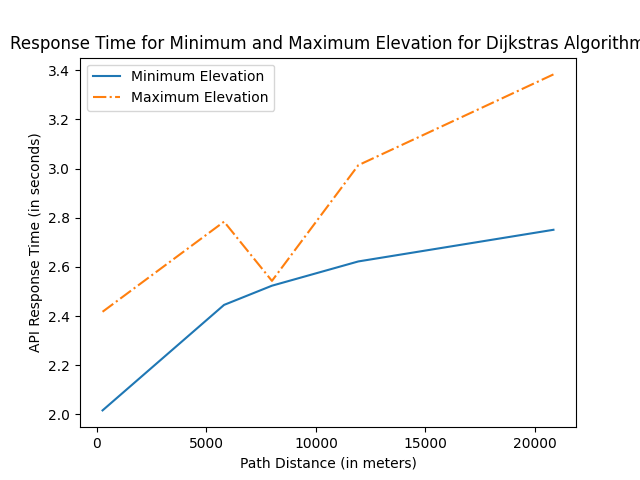 Response Time for Minimum and Maximum Elevation for Dijkstras Algorithm
Minimum Elevation
Maximum Elevation
3.4
3.2
3.0
2.8
2.6
2.4
2.2
2.0
API Response Time (in seconds)
0 5000 10000 15000 20000
Path Distance (in meters)